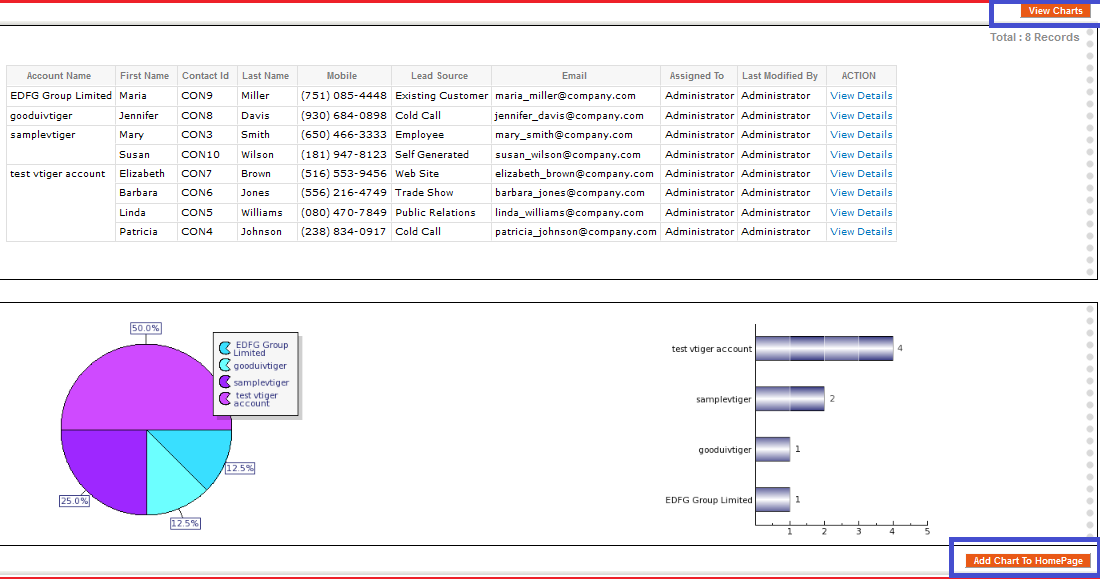 View Charts
Total : 8 Records
Account Name First Name Contact Id Last Name Mobile Lead Source Email Assigned To Last Modified By ACTION
EDFG Group Limited Maria CON9 Miller (751) 085-4448 Existing Customer maria_miller@company.com Administrator Administrator View Details
gooduivtiger Jennifer CON8 Davis (930) 684-0898 Cold Call jennifer_davis@company.com Administrator Administrator View Details
samplevtiger Mary CON3 Smith (650) 466-3333 Employee mary_smith@company.com Administrator Administrator View Details
Susan CON10 Wilson (181) 947-8123 Self Generated susan_wilson@company.com Administrator Administrator View Details
test vtiger account Elizabeth CON7 Brown (516) 553-9456 Web Site elizabeth_brown@company.com Administrator Administrator View Details
Barbara CON6 Jones (556) 216-4749 Trade Show barbara_jones@company.com Administrator Administrator View Details
Linda CON5 Williams (080) 470-7849 Public Relations linda_williams@company.com Administrator Administrator View Details
Patricia CON4 Johnson (238) 834-0917 Cold Call patricia_johnson@company.com Administrator Administrator View Details
50.0%
EDFG Group
Limited
gooduivtiger
samplevtiger
test vtiger
account
12.5%
25.0%
12.5%
test vtiger account 4
samplevtiger 2
gooduivtiger 1
EDFG Group Limited 1
1 2 3 4 5
Add Chart To HomePage